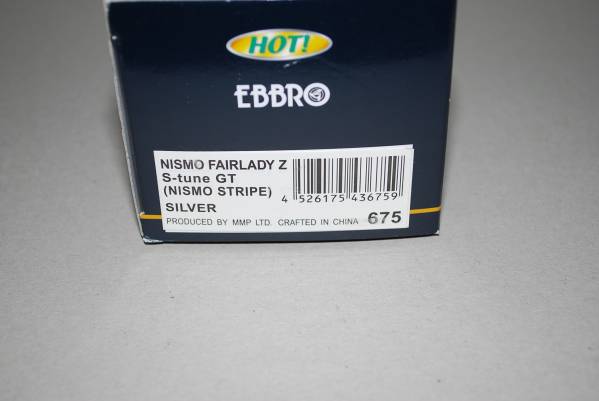 HOT!
EBBRO
NISMO FAIRLADY Z
S-tune GT
(NISMO STRIPE)
4 526175 436759
SILVER
PRODUCED BY MMP LTD. CRAFTED IN CHINA 675